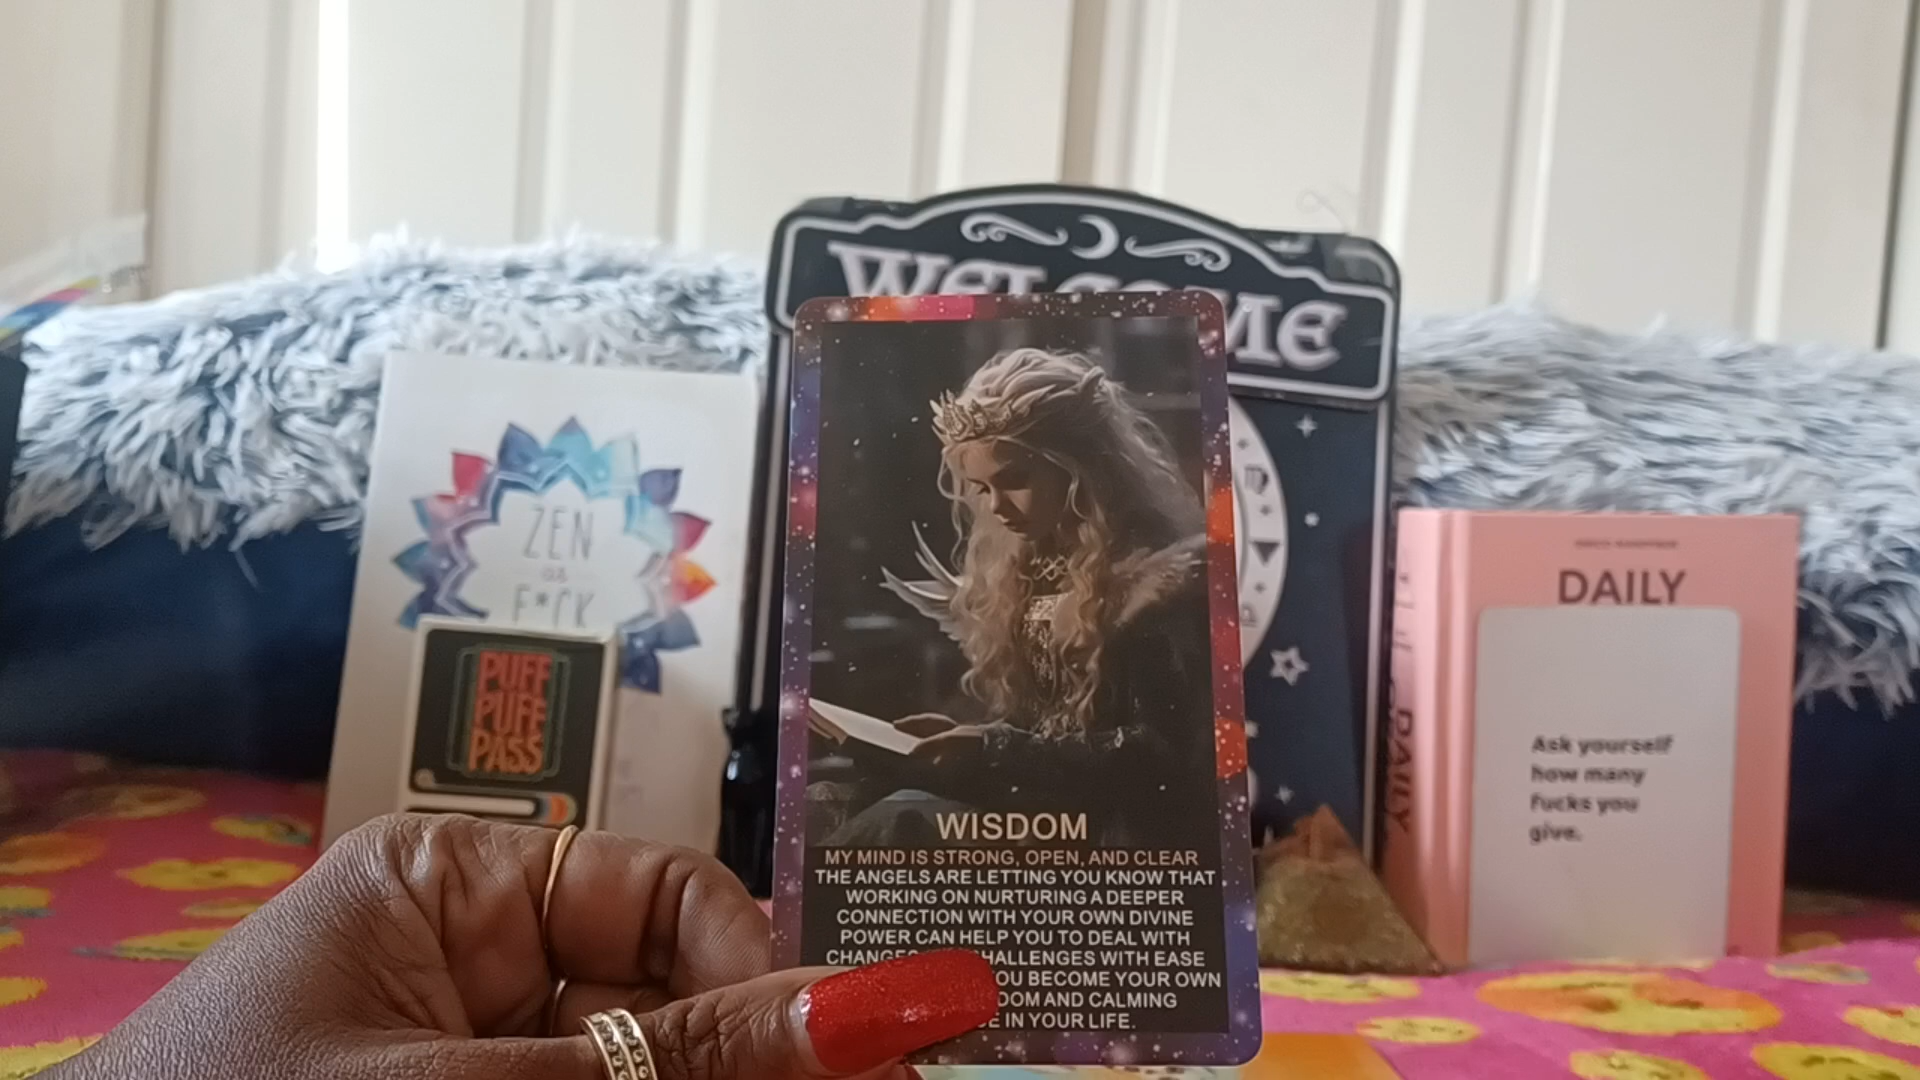 WELCOME
ZEN
as
F*CK
PUFF
PUFF
PASS
WISDOM
MY MIND IS STRONG, OPEN, AND CLEAR
THE ANGELS ARE LETTING YOU KNOW THAT
WORKING ON NURTURING A DEEPER
CONNECTION WITH YOUR OWN DIVINE
POWER CAN HELP YOU TO DEAL WITH
CHALLENGES WITH EASE
YOU BECOME YOUR OWN
AND CALMING
IN YOUR LIFE.
DAILY
DAILY
Ask yourself
how many
fucks you
give.